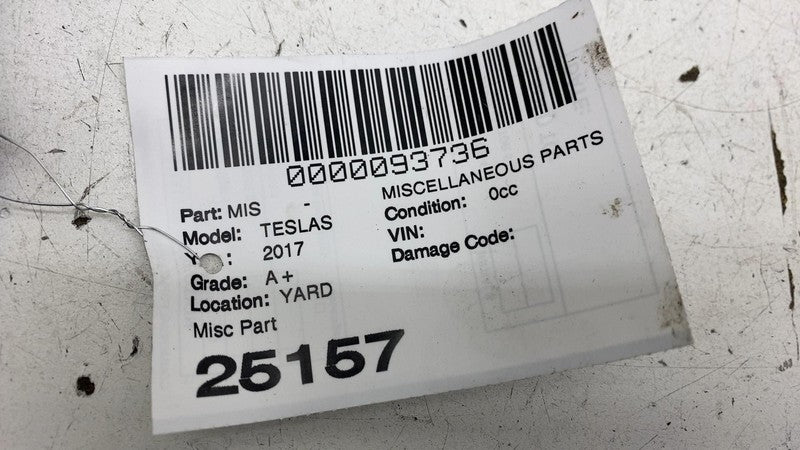 0000093736
Part: MIS - MISCELLANEOUS PARTS
Model: TESLAS Condition: 0cc
: 2017 VIN:
Grade: A+ Damage Code:
Location: YARD
Misc Part
25157